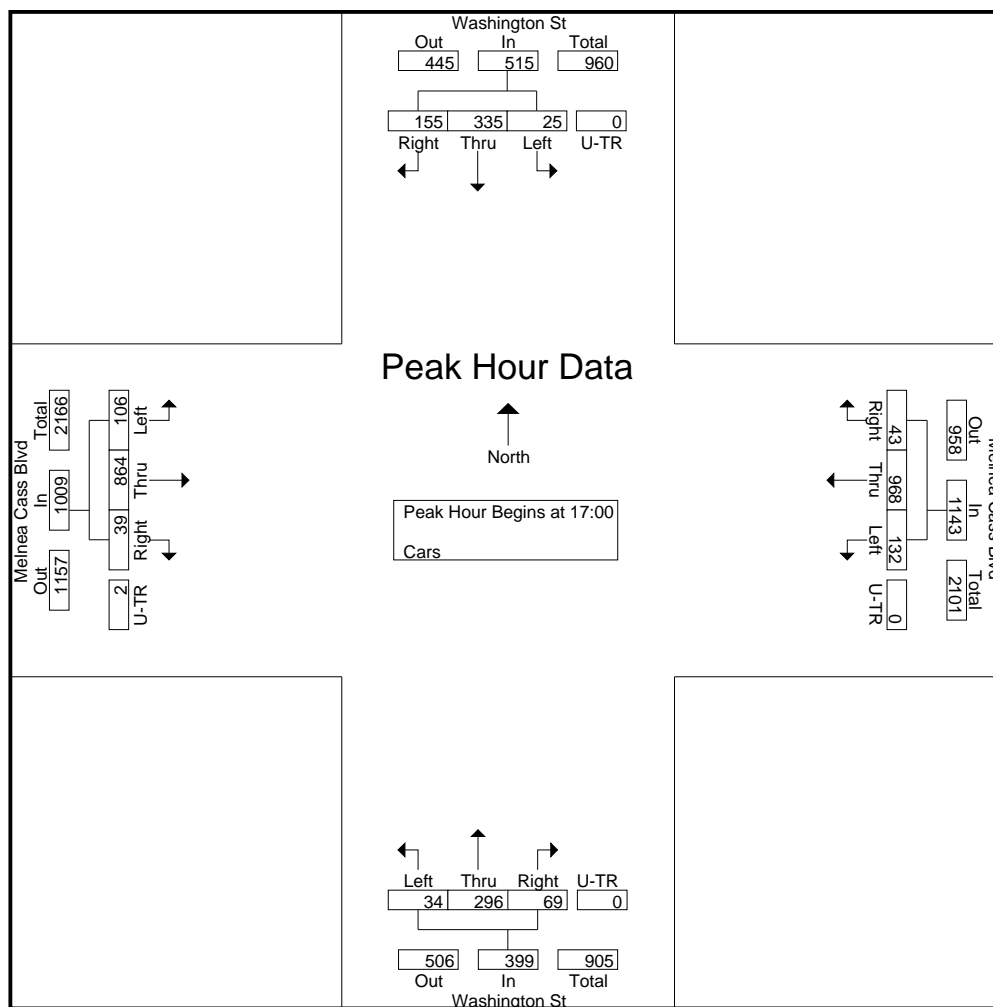 Washington St
Out In Total
445 515 960
155 335 25 0
Right Thru Left U-TR
Peak Hour Data
North
Peak Hour Begins at 17:00
Cars
Melnea Cass Blvd
Total In Out
2166 1009 1157
106 864 39 2
Left Thru Right U-TR
Right Thru Left U-TR
43 968 132 0
958 1143 2101
Out In Total
Melnea Cass Blvd
Left Thru Right U-TR
34 296 69 0
506 399 905
Out In Total
Washington St